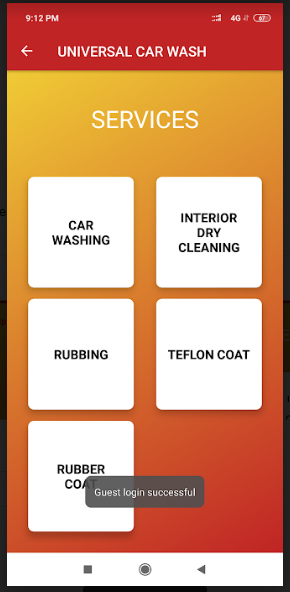 9:12 PM 4G 67
UNIVERSAL CAR WASH
SERVICES
CAR
WASHING
INTERIOR
DRY
CLEANING
RUBBING
TEFLON COAT
RUBBER
COAT
Guest login successful